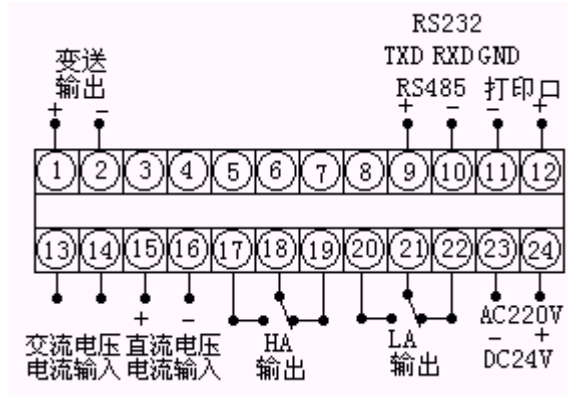 RS232
变送 TXD RXD GND
输出 RS485 打印口
+ - + - - +
1 2 3 4 5 6 7 8 9 10 11 12
13 14 15 16 17 18 19 20 21 22 23 24
+ - AC220V
交流电压 直流电压 HA LA - +
电流输入 电流输入 输出 输出 DC24V